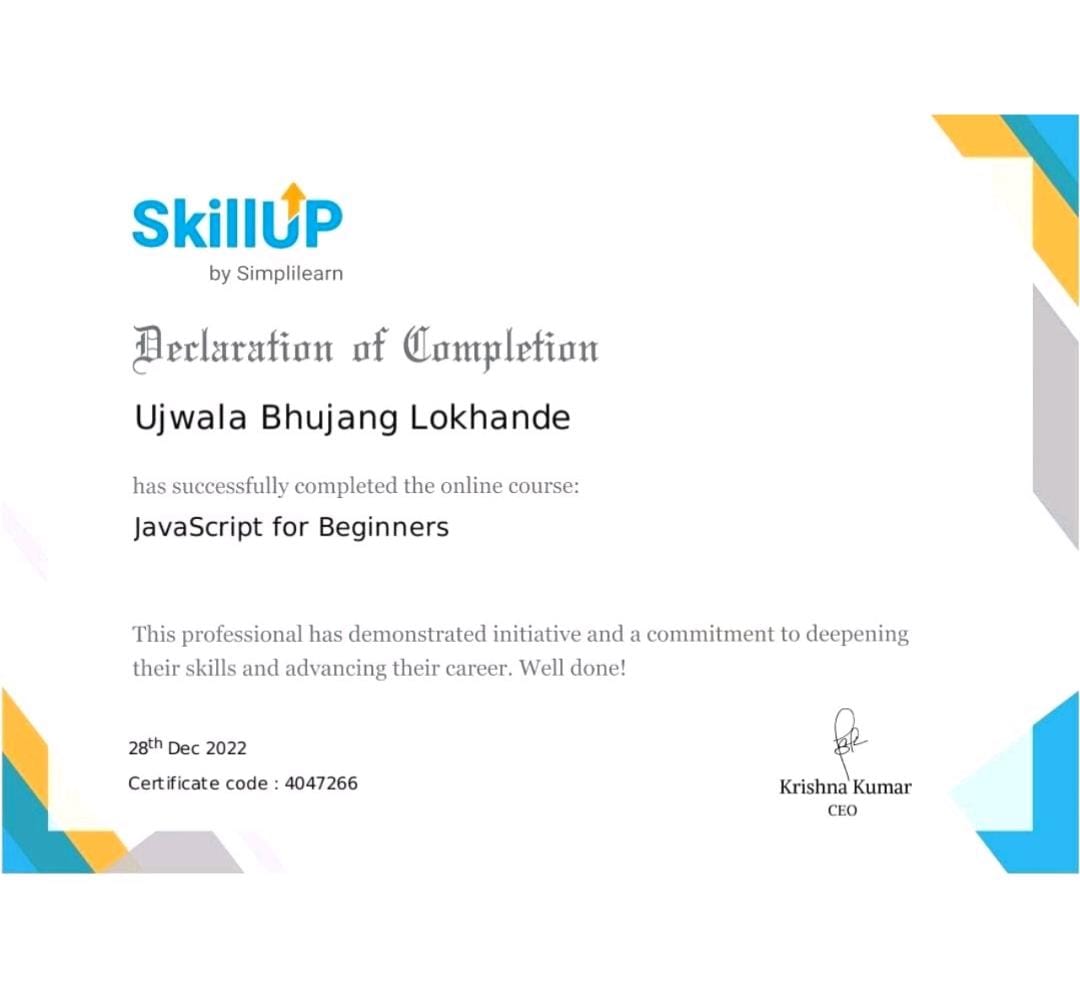 SkillUP
by Simplilearn
Declaration of Completion
Ujwala Bhujang Lokhande
has successfully completed the online course:
JavaScript for Beginners
This professional has demonstrated initiative and a commitment to deepening
their skills and advancing their career. Well done!
28th Dec 2022
Certificate code : 4047266
Krishna Kumar
CEO